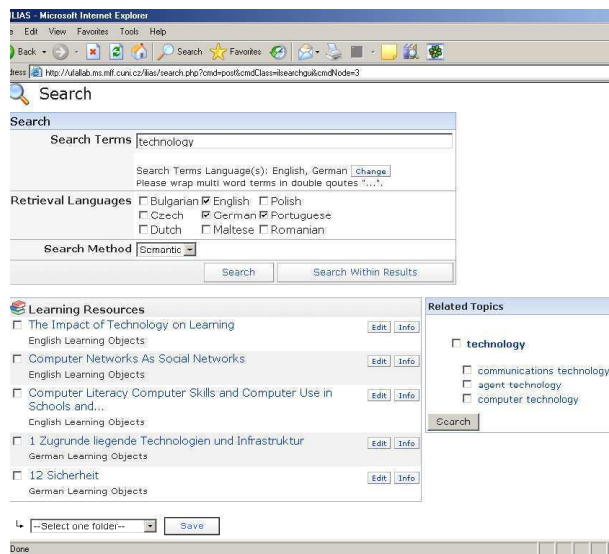 ILIAS - Microsoft Internet Explorer
Edit View Favorites Tools Help
Back Search Favorites
http://ufallab.ms.mff.cuni.cz/ilias/search.php?cmd=post&cmdClass=ilsearchgui&cmdNode=3
Search
Search
Search Terms technology
Search Terms Language(s): English, German Change
Please wrap multi word terms in double qoutes "...".
Retrieval Languages Bulgarian English Polish
Czech German Portuguese
Dutch Maltese Romanian
Search Method Semantic
Search Search Within Results
Learning Resources
The Impact of Technology on Learning Edit Info
English Learning Objects
Computer Networks As Social Networks Edit Info
English Learning Objects
Computer Literacy Computer Skills and Computer Use in Edit Info
Schools and...
English Learning Objects
1 Zugrunde liegende Technologien und Infrastruktur Edit Info
German Learning Objects
12 Sicherheit Edit Info
German Learning Objects
--Select one folder-- Save
Related Topics
technology
communications technology
agent technology
computer technology
Search
Done